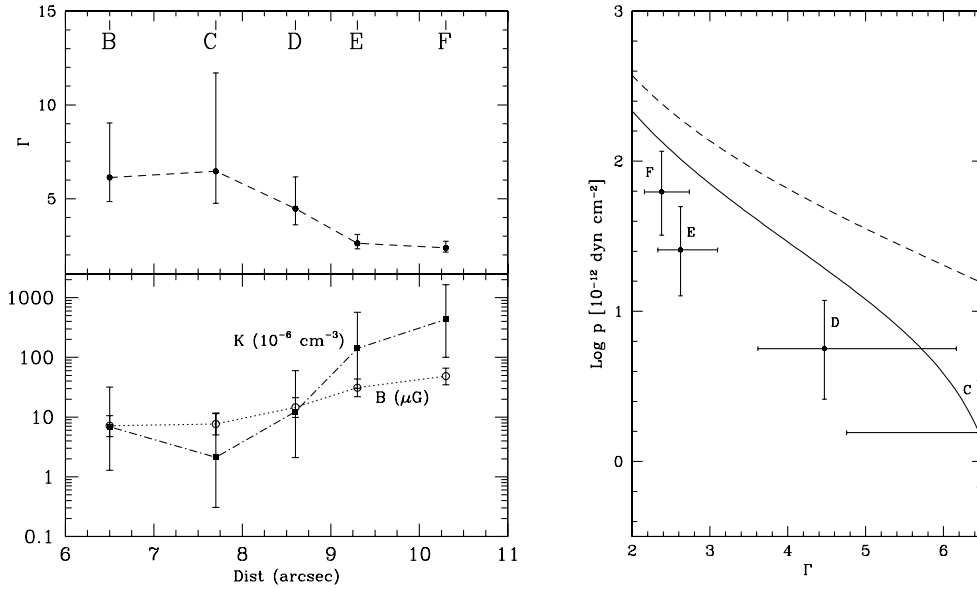 B C D E F
15
10
5
Γ
K (10⁻⁶ cm⁻³)
B (μG)
1000
100
10
1
0.1
6 7 8 9 10 11
Dist (arcsec)
3
2
1
0
Log p [10⁻¹² dyn cm⁻²]
F
E
D
C
2 3 4 5 6
Γ